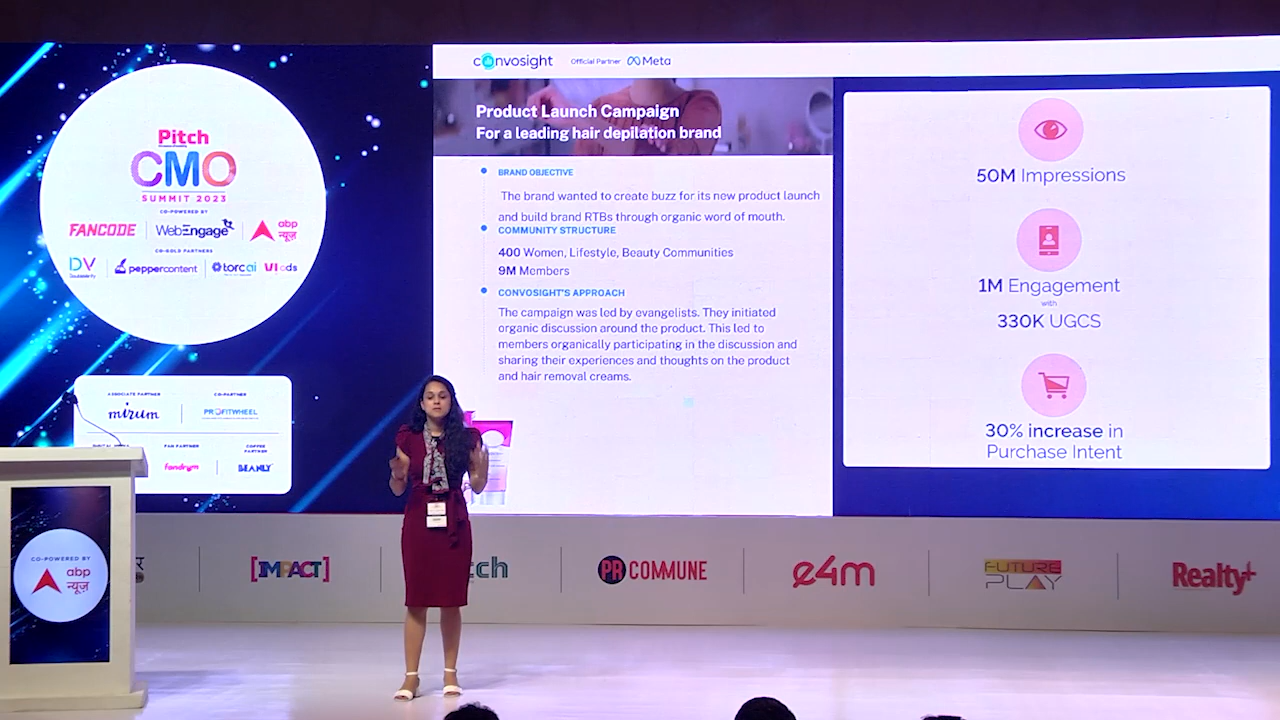 Pitch
CMO
SUMMIT 2023
CO-POWERED BY
FANCODE
WebEngage
abp
न्यूज़
CO-GOLD PARTNERS
DV
DoubleVerify
peppercontent
torcai
VIOOH ads
ASSOCIATE PARTNER
mirum
CO-PARTNER
PROFITWHEEL
FAN PARTNER
fandrum
COFFEE
PARTNER
BEANLY
CO-POWERED BY
abp
न्यूज़
convosight
Official Partner
Meta
Product Launch Campaign
For a leading hair depilation brand
BRAND OBJECTIVE
The brand wanted to create buzz for its new product launch
and build brand RTBs through organic word of mouth.
COMMUNITY STRUCTURE
400 Women, Lifestyle, Beauty Communities
9M Members
CONVOSIGHT'S APPROACH
The campaign was led by evangelists. They initiated
organic discussion around the product. This led to
members organically participating in the discussion and
sharing their experiences and thoughts on the product
and hair removal creams.
50M Impressions
1M Engagement
with
330K UGCS
30% increase in
Purchase Intent
[IMPACT]
PR COMMUNE
e4m
FUTURE
PLAY
Realty+